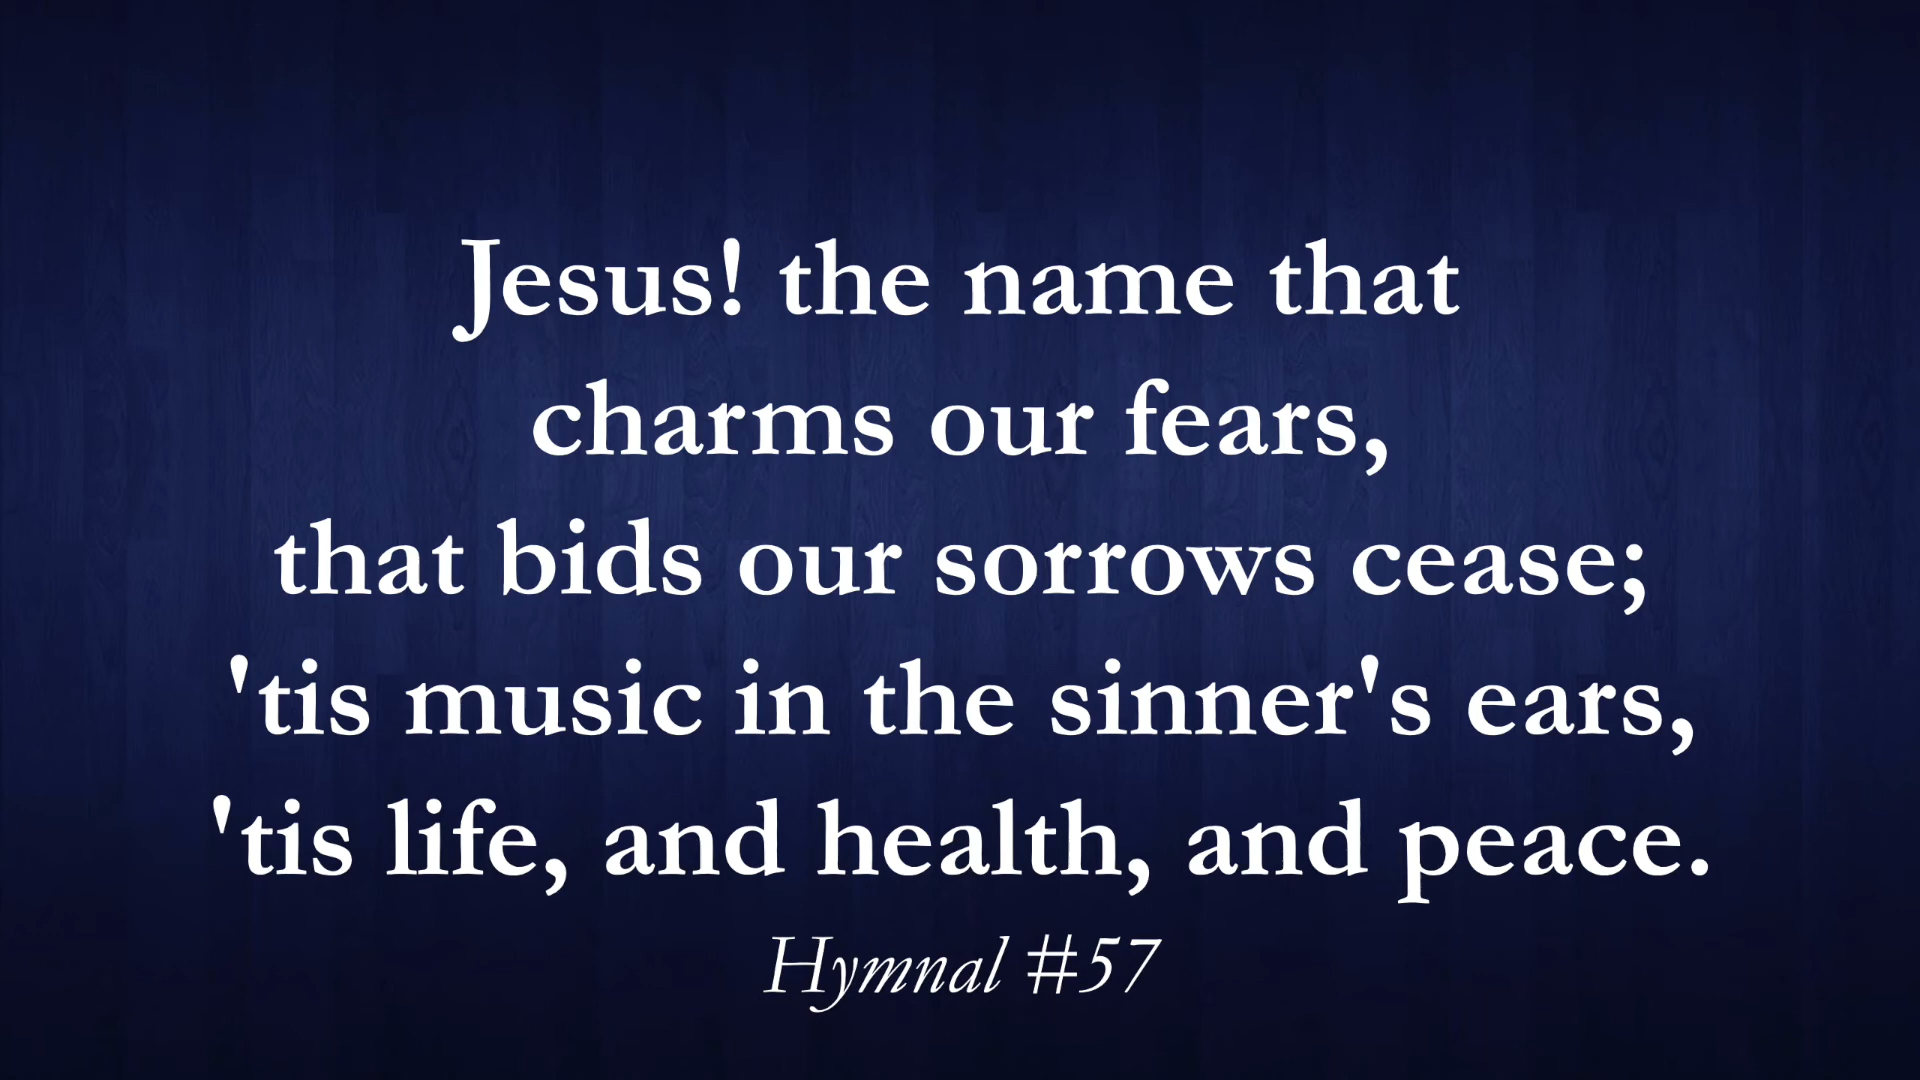 Jesus! the name that
charms our fears,
that bids our sorrows cease;
'tis music in the sinner's ears,
'tis life, and health, and peace.
Hymnal #57